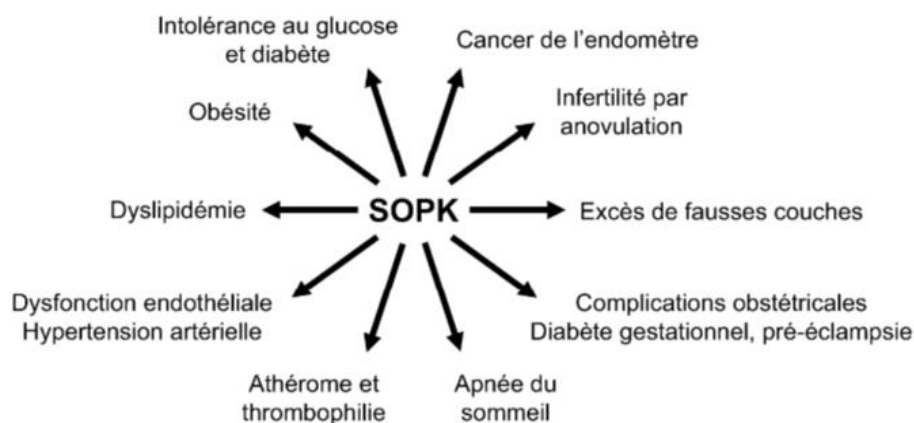 Intolérance au glucose
et diabète
Cancer de l'endomètre
Obésité
Infertilité par
anovulation
Dyslipidémie
SOPK
Excès de fausses couches
Dysfonction endothéliale
Hypertension artérielle
Complications obstétricales
Diabète gestationnel, pré-éclampsie
Athérome et
thrombophilie
Apnée du
sommeil